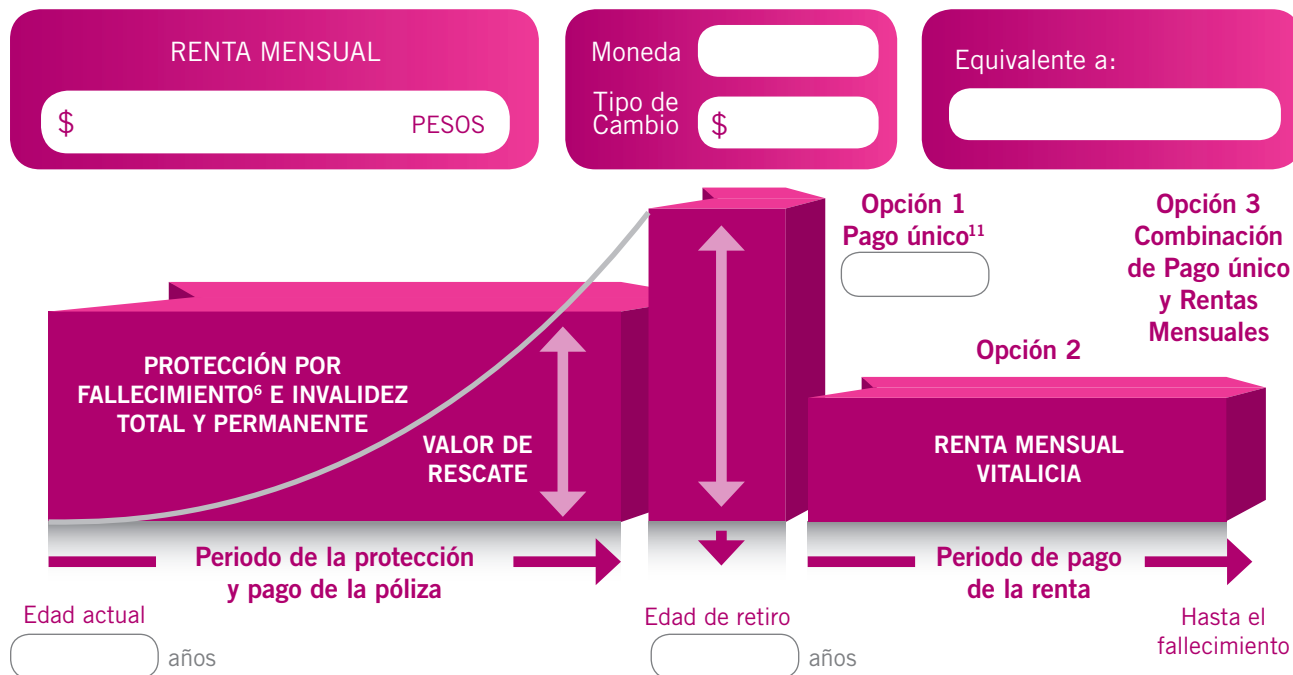 RENTA MENSUAL
$ PESOS
Moneda
Tipo de
Cambio $
Equivalente a:
Opción 1
Pago único¹¹
Opción 3
Combinación
de Pago único
y Rentas
Mensuales
Opción 2
PROTECCIÓN POR
FALLECIMIENTO⁶ E INVALIDEZ
TOTAL Y PERMANENTE
VALOR DE
RESCATE
RENTA MENSUAL
VITALICIA
Periodo de la protección
y pago de la póliza
Periodo de pago
de la renta
Edad actual
años
Edad de retiro
años
Hasta el
fallecimiento